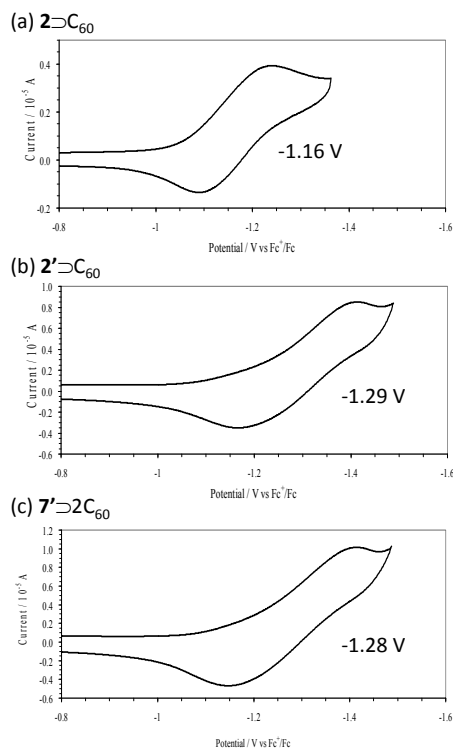 (a) 2⊃C₆₀
Current / 10⁻⁵ A
0.4
0.2
0.0
-0.2
-1.16 V
-0.8 -1 -1.2 -1.4 -1.6
Potential / V vs Fc⁺/Fc
(b) 2'⊃C₆₀
Current / 10⁻⁵ A
1.0
0.8
0.6
0.4
0.2
0.0
-0.2
-0.4
-0.6
-1.29 V
-0.8 -1 -1.2 -1.4 -1.6
Potential / V vs Fc⁺/Fc
(c) 7'⊃2C₆₀
Current / 10⁻⁵ A
1.2
1.0
0.8
0.6
0.4
0.2
0.0
-0.2
-0.4
-0.6
-1.28 V
-0.8 -1 -1.2 -1.4 -1.6
Potential / V vs Fc⁺/Fc